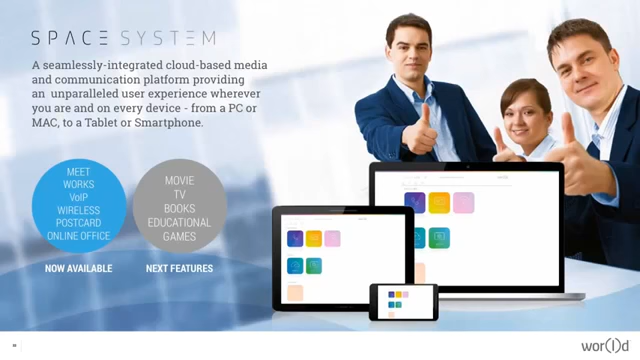 SPACE SYSTEM
A seamlessly-integrated cloud-based media
and communication platform providing
an unparalleled user experience wherever
you are and on every device - from a PC or
MAC, to a Tablet or Smartphone.
MEET
WORKS
VoIP
WIRELESS
POSTCARD
ONLINE OFFICE
MOVIE
TV
BOOKS
EDUCATIONAL
GAMES
NOW AVAILABLE
NEXT FEATURES
wor(l)d